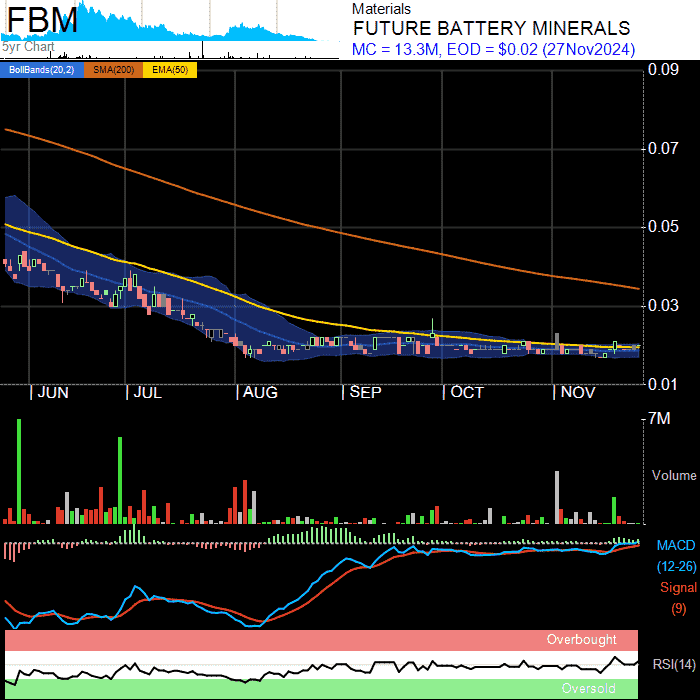 FBM
5yr Chart
Materials
FUTURE BATTERY MINERALS
MC = 13.3M, EOD = $0.02 (27Nov2024)
BollBands(20,2) SMA(200) EMA(50)
0.09
0.07
0.05
0.03
0.01
JUN JUL AUG SEP OCT NOV
7M
Volume
MACD
(12-26)
Signal
(9)
Overbought
RSI(14)
Oversold